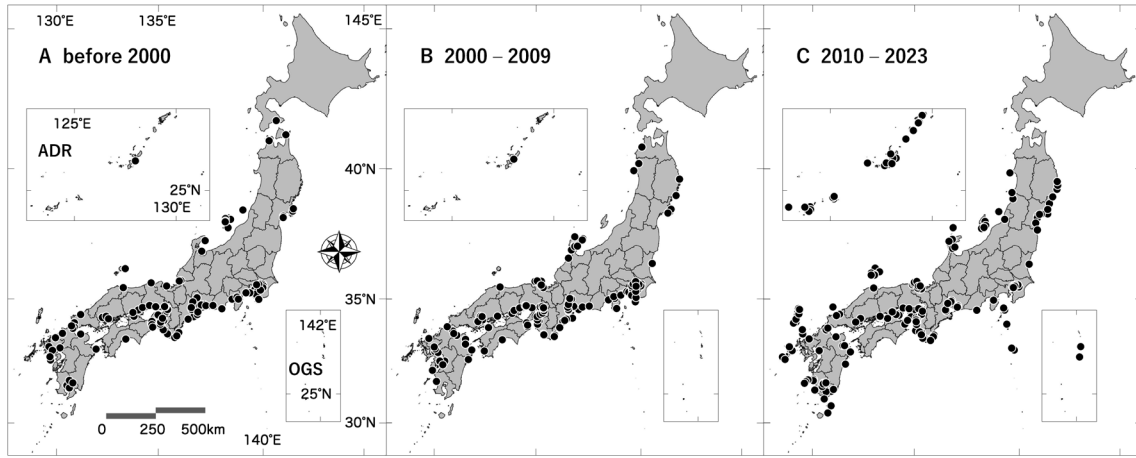 130°E
135°E
145°E
A before 2000
B 2000 – 2009
C 2010 – 2023
125°E
ADR
25°N
130°E
40°N
35°N
142°E
OGS
25°N
0 250 500km
140°E
30°N